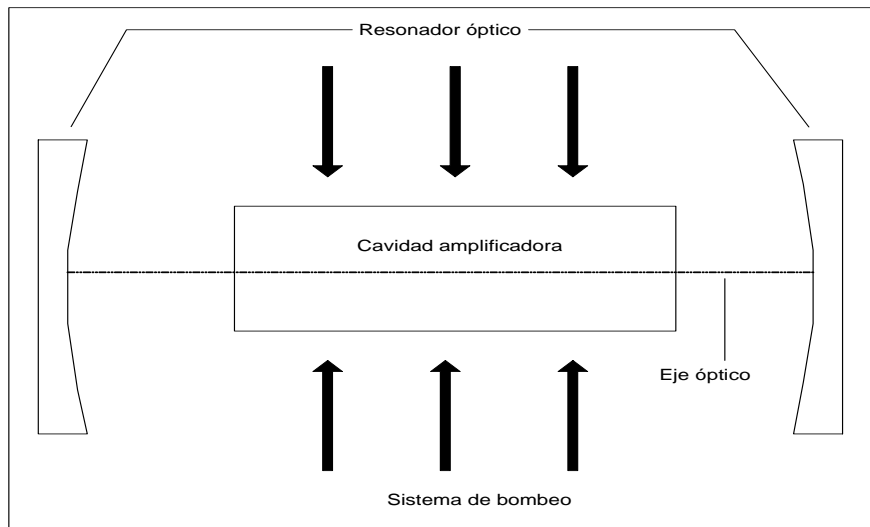 Resonador óptico
Cavidad amplificadora
Eje óptico
Sistema de bombeo